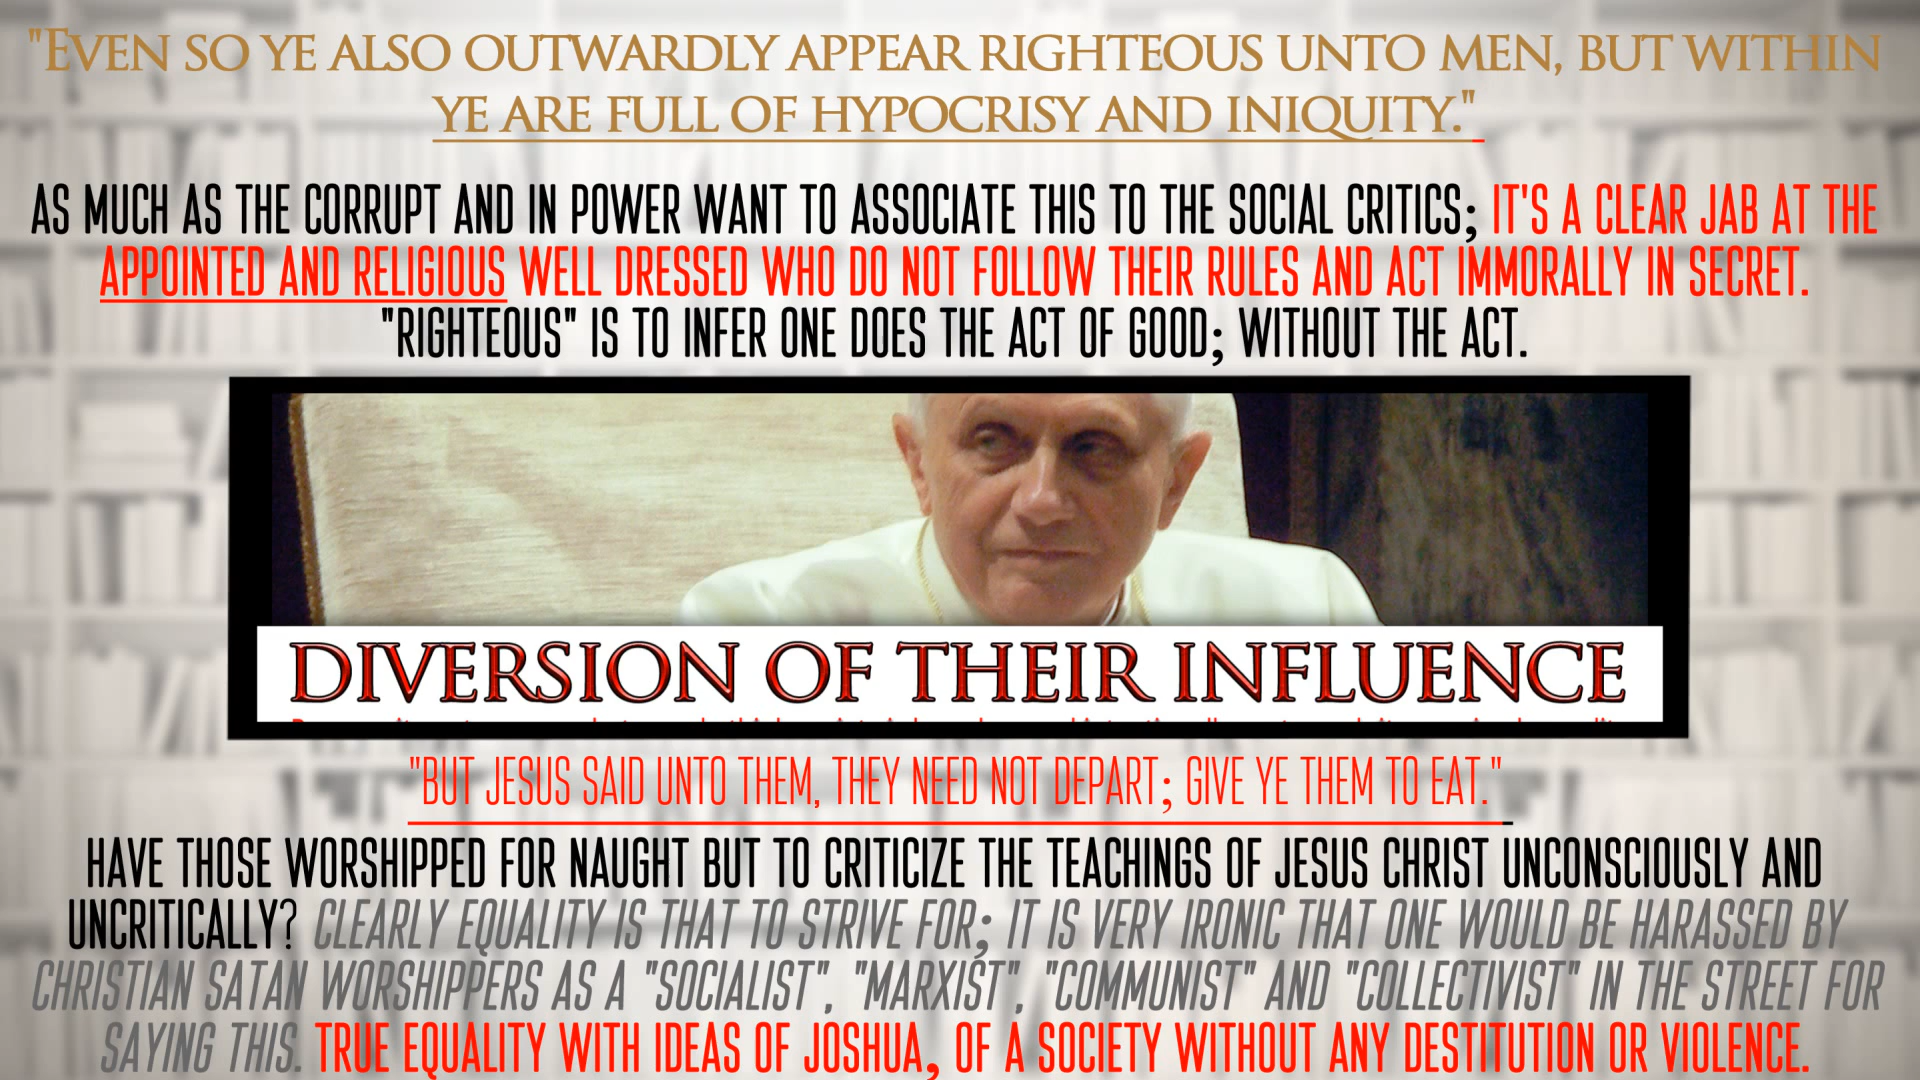 "Even so ye also outwardly appear righteous unto men, but within
ye are full of hypocrisy and iniquity."
AS MUCH AS THE CORRUPT AND IN POWER WANT TO ASSOCIATE THIS TO THE SOCIAL CRITICS; IT'S A CLEAR JAB AT THE
APPOINTED AND RELIGIOUS WELL DRESSED WHO DO NOT FOLLOW THEIR RULES AND ACT IMMORALLY IN SECRET.
"RIGHTEOUS" IS TO INFER ONE DOES THE ACT OF GOOD; WITHOUT THE ACT.
DIVERSION OF THEIR INFLUENCE
"BUT JESUS SAID UNTO THEM, THEY NEED NOT DEPART; GIVE YE THEM TO EAT."
HAVE THOSE WORSHIPPED FOR NAUGHT BUT TO CRITICIZE THE TEACHINGS OF JESUS CHRIST UNCONSCIOUSLY AND
UNCRITICALLY? CLEARLY EQUALITY IS THAT TO STRIVE FOR; IT IS VERY IRONIC THAT ONE WOULD BE HARASSED BY
CHRISTIAN SATAN WORSHIPPERS AS A "SOCIALIST", "MARXIST", "COMMUNIST" AND "COLLECTIVIST" IN THE STREET FOR
SAYING THIS. TRUE EQUALITY WITH IDEAS OF JOSHUA, OF A SOCIETY WITHOUT ANY DESTITUTION OR VIOLENCE.